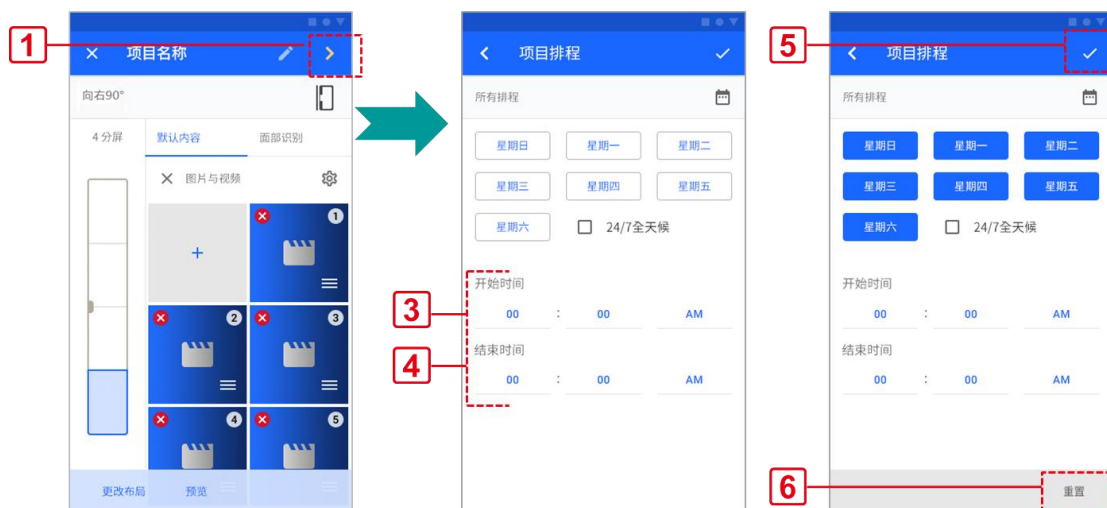 1
项目名称
向右90°
4 分屏
默认内容
面部识别
图片与视频
+
1
2
3
4
5
更改布局
预览
项目排程
所有排程
星期日
星期一
星期二
星期三
星期四
星期五
星期六
24/7全天候
3
开始时间
00 : 00 AM
4
结束时间
00 : 00 AM
5
项目排程
所有排程
星期日
星期一
星期二
星期三
星期四
星期五
星期六
24/7全天候
开始时间
00 : 00 AM
结束时间
00 : 00 AM
6
重置